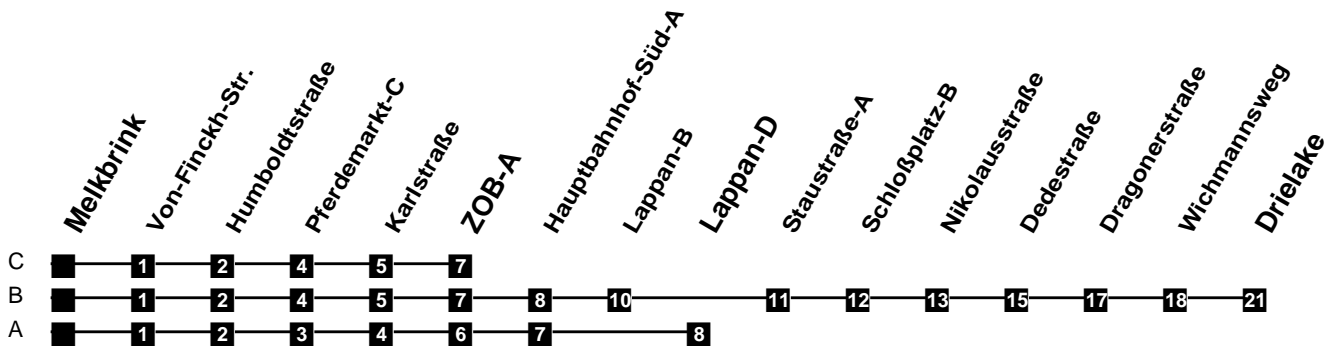 Melkbrink
Von-Finckh-Str.
Humboldtstraße
Pferdemarkt-C
Karlstraße
ZOB-A
Hauptbahnhof-Süd-A
Lappan-B
Lappan-D
Staustraße-A
Schloßplatz-B
Nikolausstraße
Dedestraße
Dragonerstraße
Wichmannsweg
Drielake
C 1 2 4 5 7
B 1 2 4 5 7 8 10 11 12 13 15 17 18 21
A 1 2 3 4 6 7 8